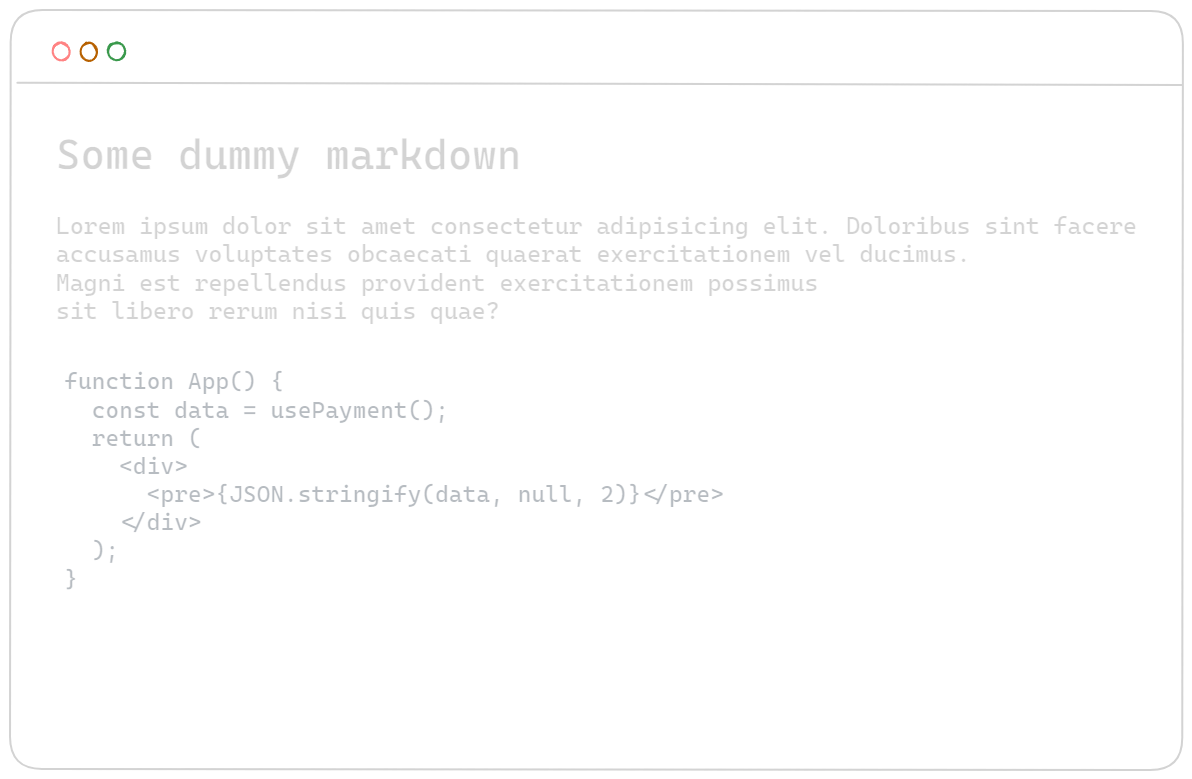 Some dummy markdown
Lorem ipsum dolor sit amet consectetur adipisicing elit. Doloribus sint facere
accusamus voluptates obcaecati quaerat exercitationem vel ducimus.
Magni est repellendus provident exercitationem possimus
sit libero rerum nisi quis quae?
function App() {
  const data = usePayment();
  return (
    <div>
      <pre>{JSON.stringify(data, null, 2)}</pre>
    </div>
  );
}